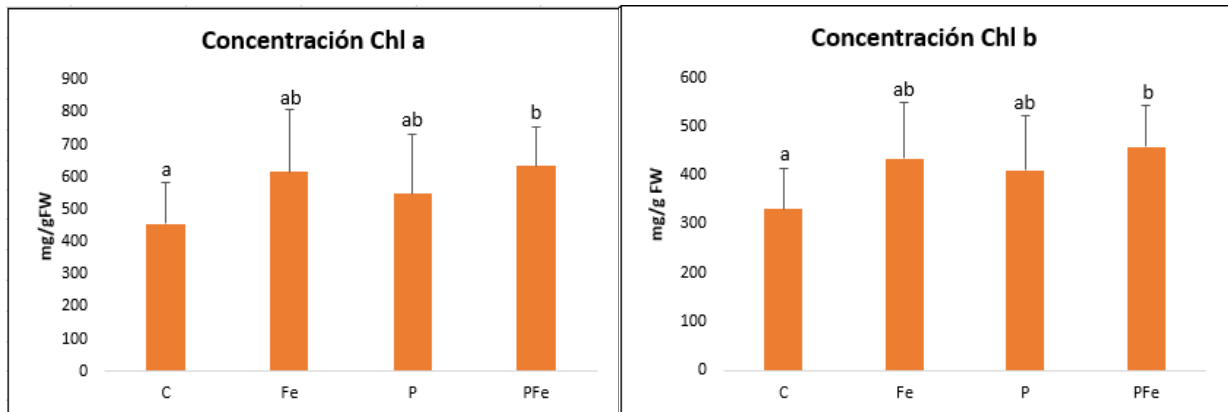 Concentración Chl a
900
800
700
600
500
400
300
200
100
0
mg/gFW
a
ab
ab
b
C
Fe
P
PFe
Concentración Chl b
600
500
400
300
200
100
0
mg/g FW
a
ab
ab
b
C
Fe
P
PFe